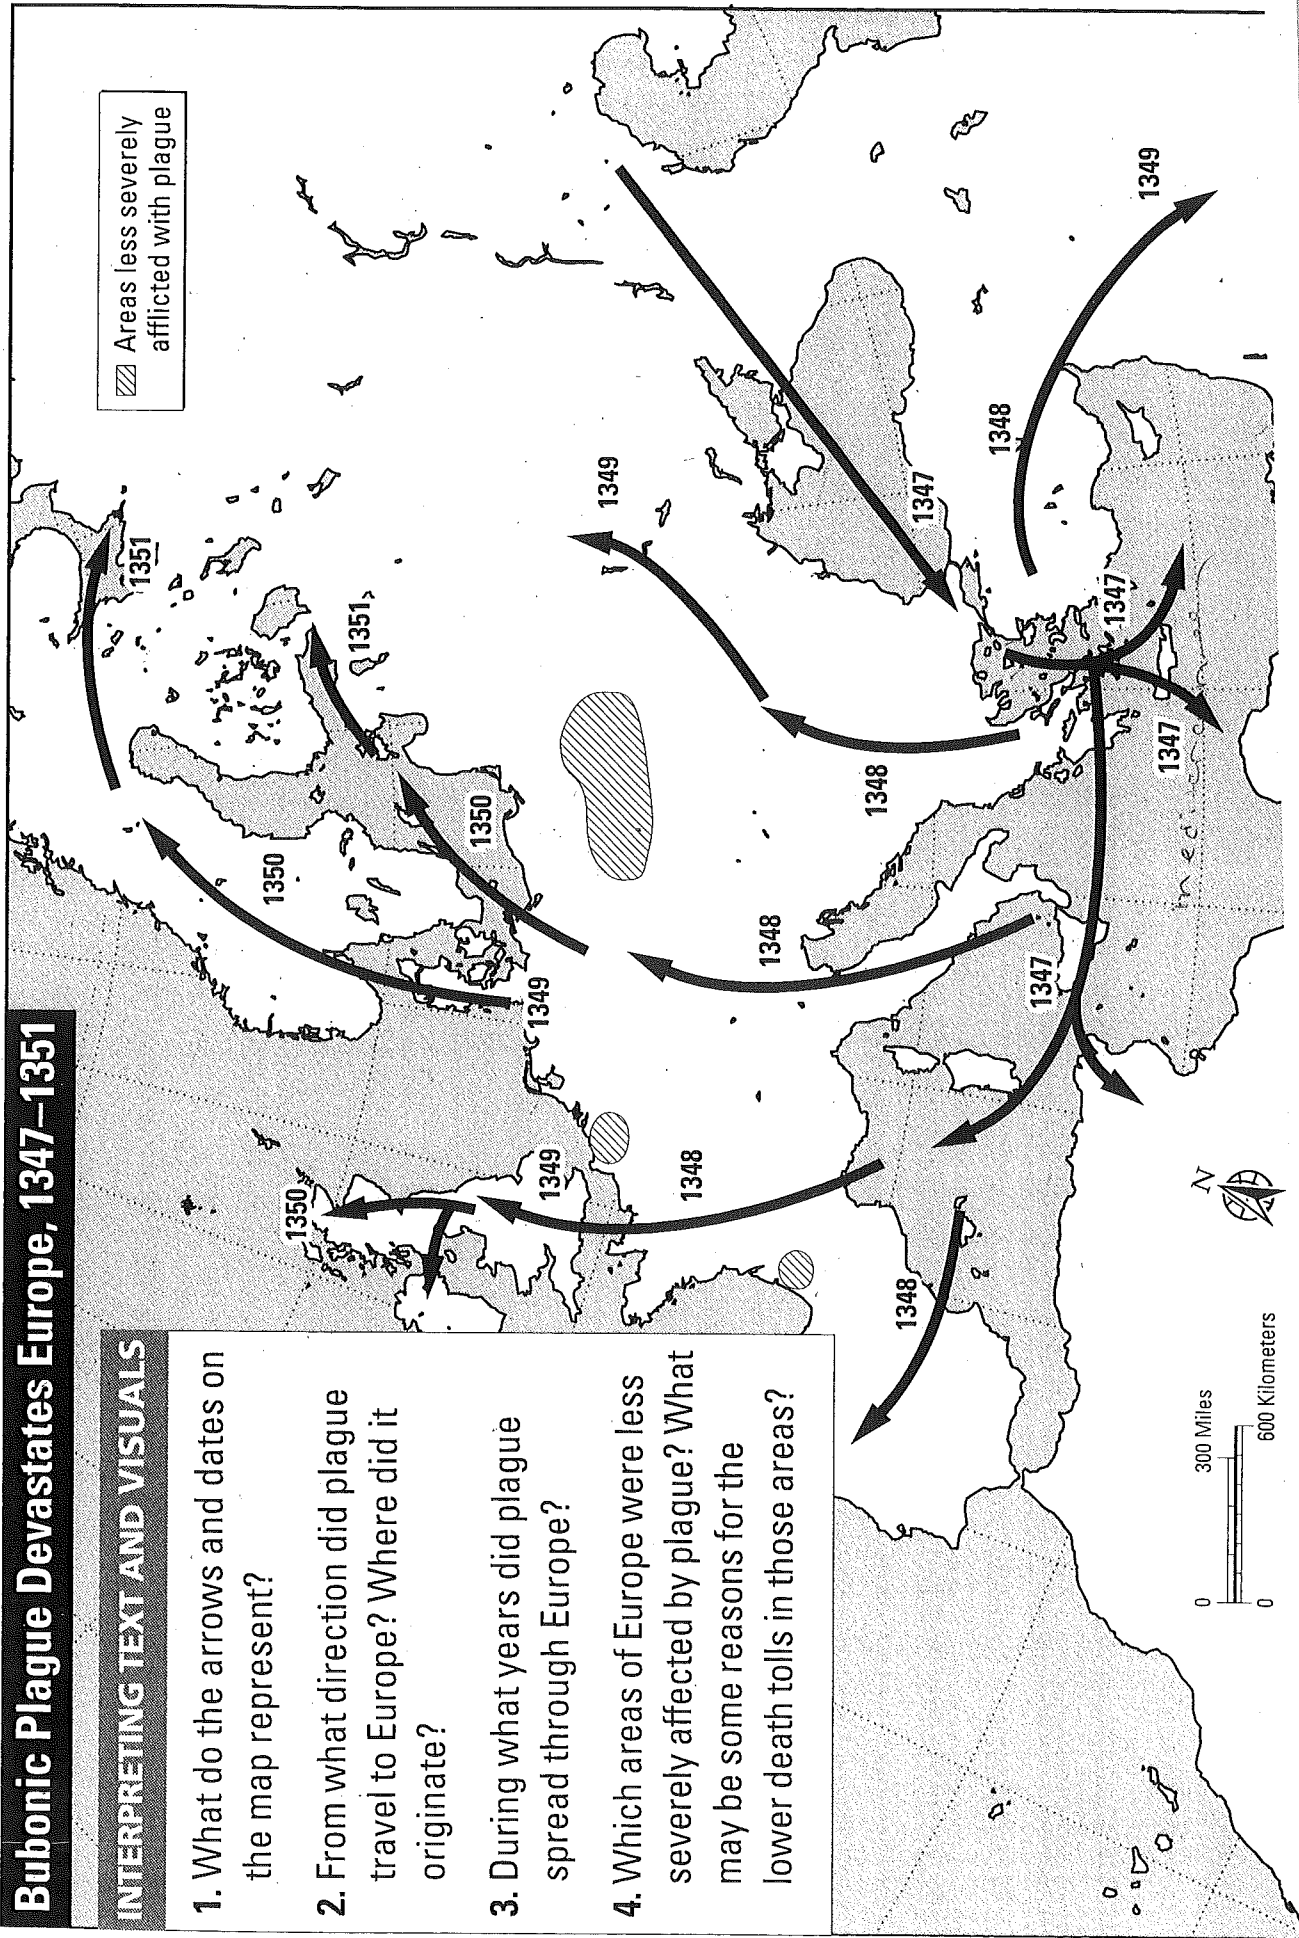 Bubonic Plague Devastates Europe, 1347–1351
INTERPRETING TEXT AND VISUALS
1. What do the arrows and dates on
the map represent?
2. From what direction did plague
travel to Europe? Where did it
originate?
3. During what years did plague
spread through Europe?
4. Which areas of Europe were less
severely affected by plague? What
may be some reasons for the
lower death tolls in those areas?
Areas less severely
afflicted with plague
1351
1351
1350
1350
1350
1349
1349
1349
1348
1348
1348
1348
1348
1349
1347
1347
1347
1347
N
0 300 Miles
0 600 Kilometers